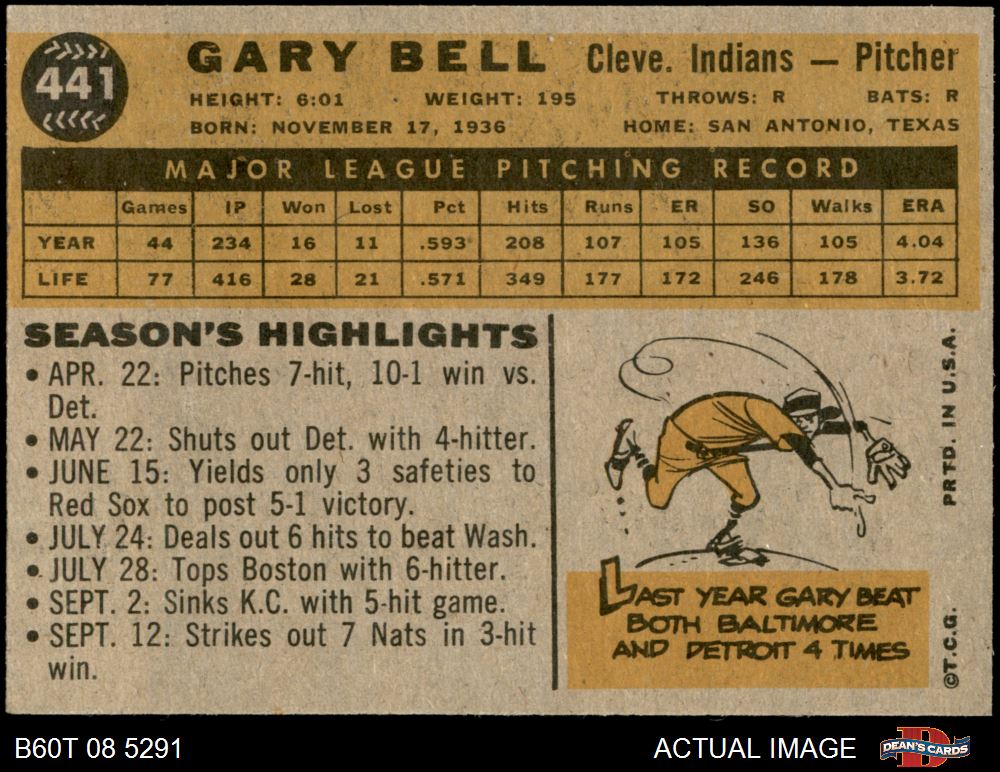 441
GARY BELL Cleve. Indians — Pitcher
HEIGHT: 6:01 WEIGHT: 195 THROWS: R BATS: R
BORN: NOVEMBER 17, 1936 HOME: SAN ANTONIO, TEXAS
MAJOR LEAGUE PITCHING RECORD
Games IP Won Lost Pct Hits Runs ER SO Walks ERA
YEAR 44 234 16 11 .593 208 107 105 136 105 4.04
LIFE 77 416 28 21 .571 349 177 172 246 178 3.72
SEASON'S HIGHLIGHTS
• APR. 22: Pitches 7-hit, 10-1 win vs.
Det.
• MAY 22: Shuts out Det. with 4-hitter.
• JUNE 15: Yields only 3 safeties to
Red Sox to post 5-1 victory.
• JULY 24: Deals out 6 hits to beat Wash.
• JULY 28: Tops Boston with 6-hitter.
• SEPT. 2: Sinks K.C. with 5-hit game.
• SEPT. 12: Strikes out 7 Nats in 3-hit
win.
LAST YEAR GARY BEAT
BOTH BALTIMORE
AND DETROIT 4 TIMES
©T.C.G. PRTD. IN U.S.A.
B60T 08 5291 ACTUAL IMAGE DEAN'S CARDS